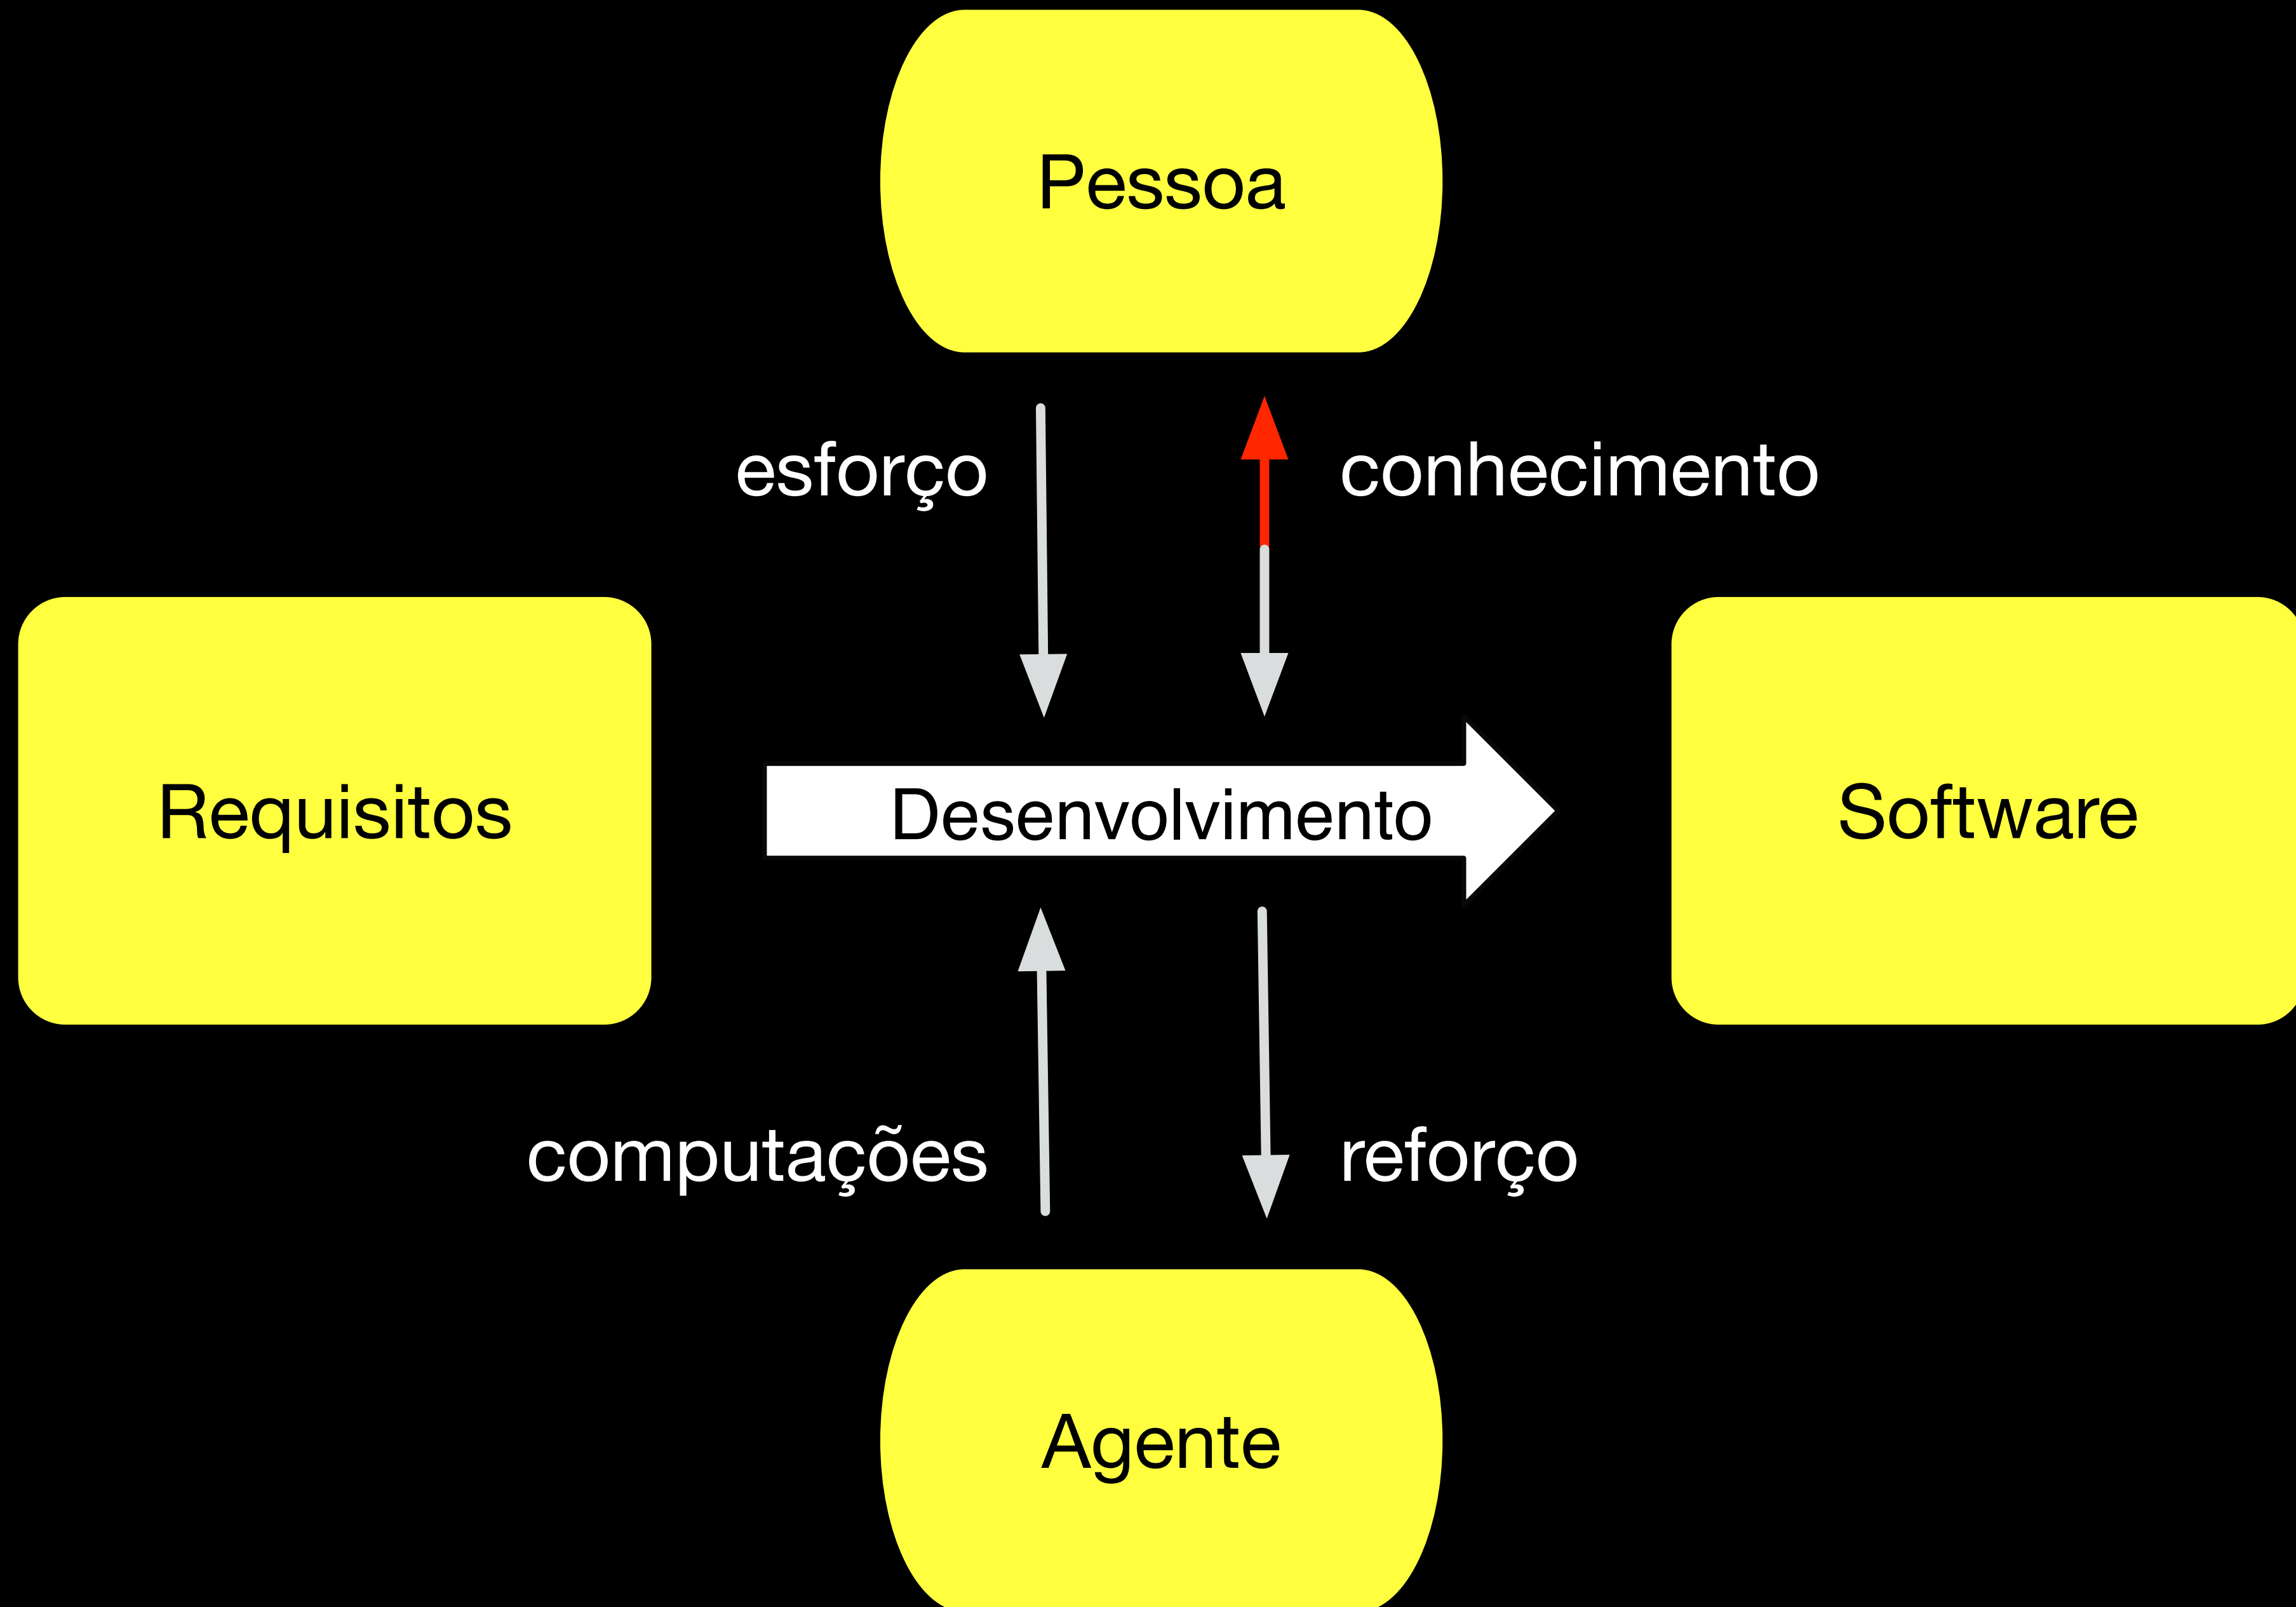 Pessoa
esforço
conhecimento
Requisitos
Desenvolvimento
Software
computações
reforço
Agente